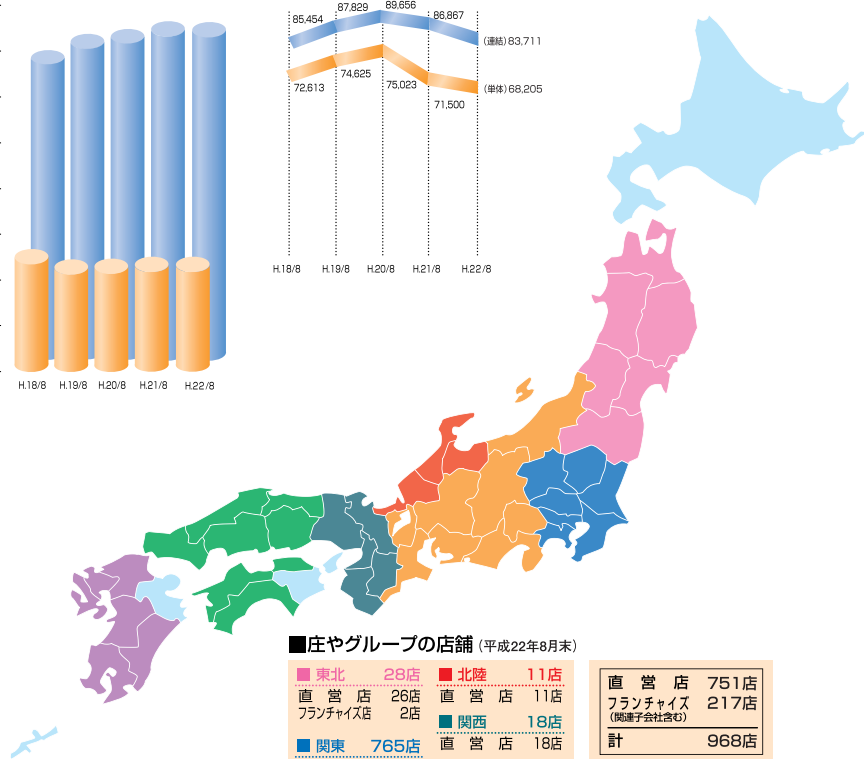 H.18/8 H.19/8 H.20/8 H.21/8 H.22/8
85,454 87,829 89,656 86,867 (連結)83,711
72,613 74,625 75,023 71,500 (単体)68,205
H.18/8 H.19/8 H.20/8 H.21/8 H.22/8
■庄やグループの店舗(平成22年8月末)
■東北 28店
直営店 26店
フランチャイズ店 2店
■関東 765店
■北陸 11店
直営店 11店
■関西 18店
直営店 18店
直営店 751店
フランチャイズ 217店
(関連子会社含む)
計 968店